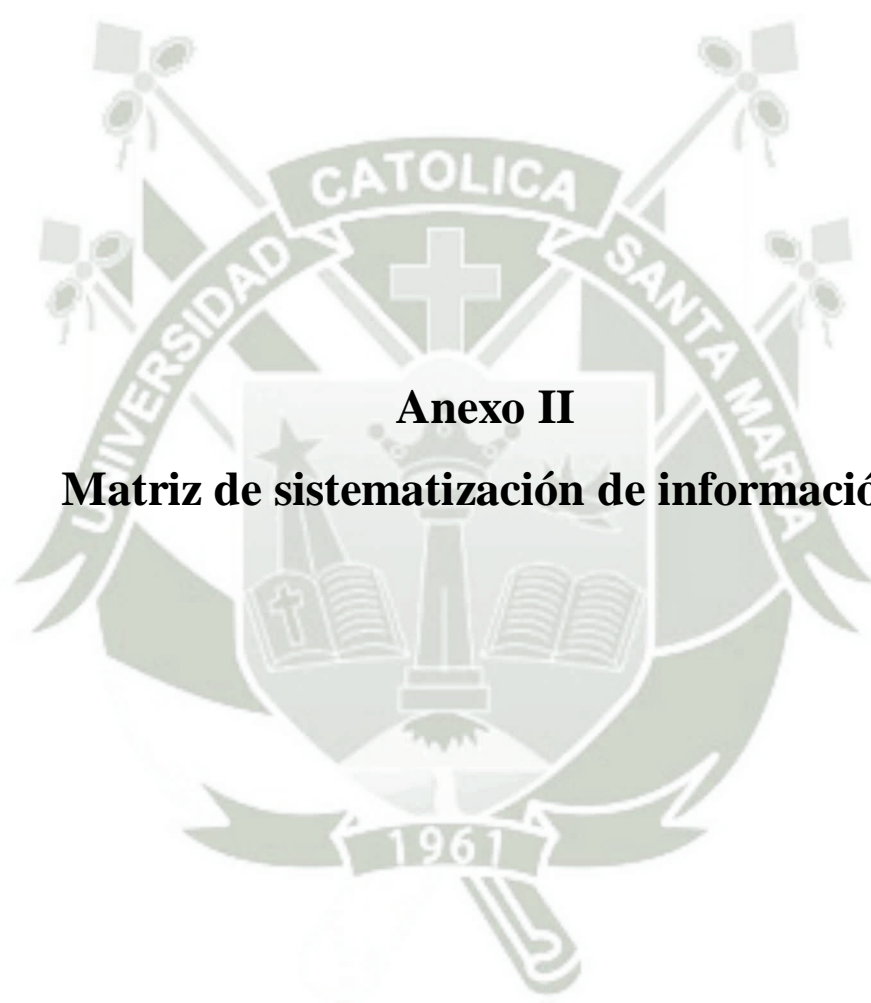 CATOLICA
UNIVERSIDAD
SANTA MARIA
Anexo II
Matriz de sistematización de informació
1961